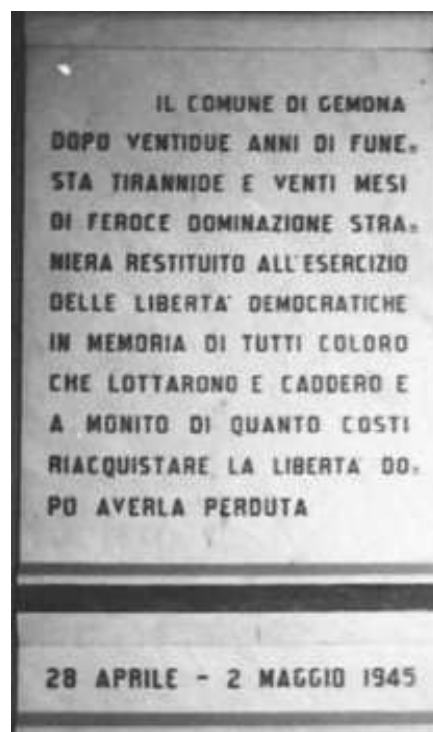 IL COMUNE DI GEMONA
DOPO VENTIDUE ANNI DI FUNE=
STA TIRANNIDE E VENTI MESI
DI FEROCE DOMINAZIONE STRA=
NIERA RESTITUITO ALL'ESERCIZIO
DELLE LIBERTA' DEMOCRATICHE
IN MEMORIA DI TUTTI COLORO
CHE LOTTARONO E CADDERO E
A MONITO DI QUANTO COSTI
RIACQUISTARE LA LIBERTA' DO=
PO AVERLA PERDUTA
28 APRILE - 2 MAGGIO 1945